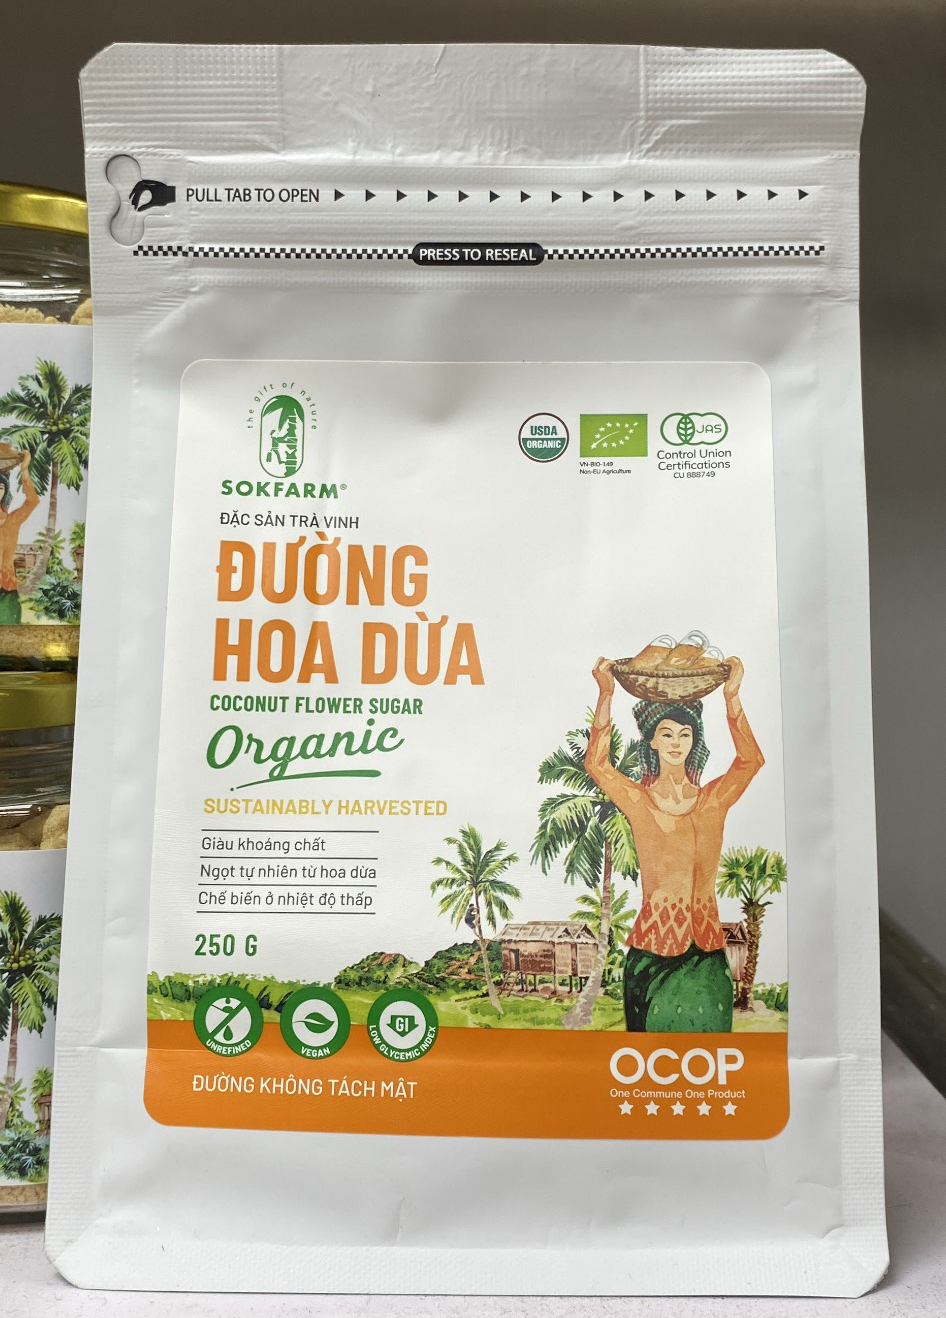 PULL TAB TO OPEN
PRESS TO RESEAL
the gift of nature
SOKFARM®
USDA
ORGANIC
VN-BIO-149
Non-EU Agriculture
JAS
Control Union
Certifications
CU 888749
ĐẶC SẢN TRÀ VINH
ĐƯỜNG
HOA DỪA
COCONUT FLOWER SUGAR
Organic
SUSTAINABLY HARVESTED
Giàu khoáng chất
Ngọt tự nhiên từ hoa dừa
Chế biến ở nhiệt độ thấp
250 G
UNREFINED
VEGAN
GI
LOW GLYCEMIC INDEX
ĐƯỜNG KHÔNG TÁCH MẬT
OCOP
One Commune One Product